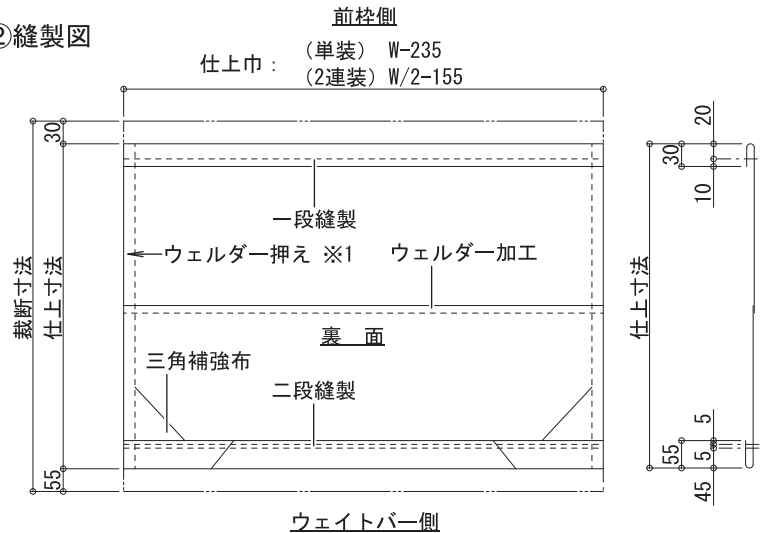 ②縫製図
前枠側
仕上巾：
（単装） W-235
（2連装） W/2-155
30
裁断寸法
仕上寸法
55
一段縫製
ウェルダー押え ※1
ウェルダー加工
裏 面
三角補強布
二段縫製
ウェイトバー側
仕上寸法
30
20
10
55
5
5
45